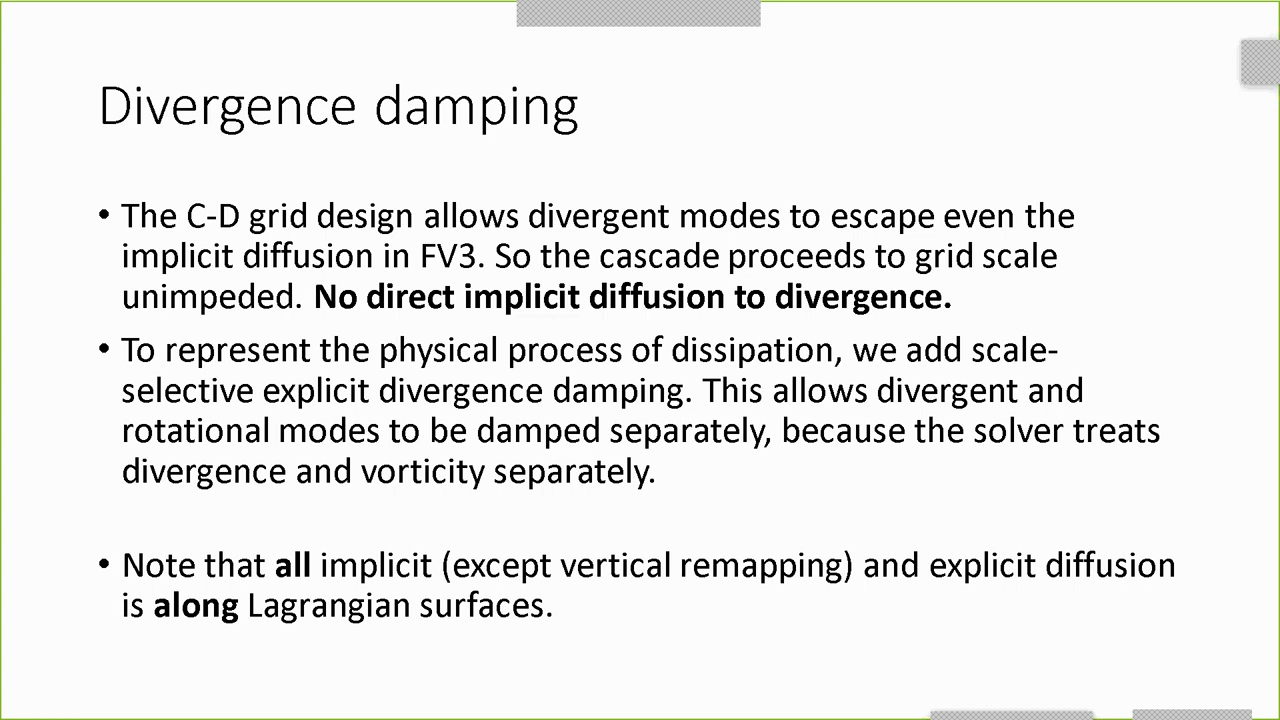 Divergence damping
• The C-D grid design allows divergent modes to escape even the
implicit diffusion in FV3. So the cascade proceeds to grid scale
unimpeded. No direct implicit diffusion to divergence.
• To represent the physical process of dissipation, we add scale-
selective explicit divergence damping. This allows divergent and
rotational modes to be damped separately, because the solver treats
divergence and vorticity separately.
• Note that all implicit (except vertical remapping) and explicit diffusion
is along Lagrangian surfaces.